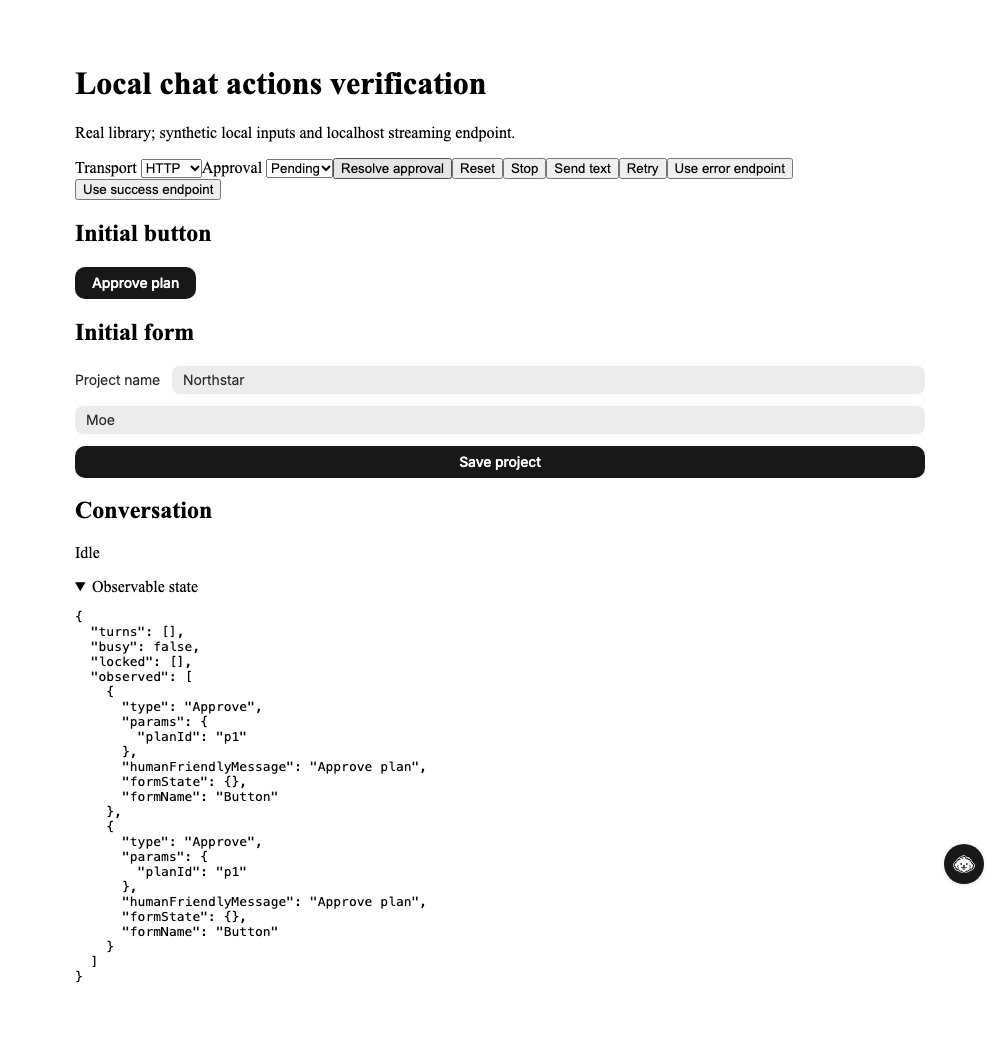 Local chat actions verification
Real library; synthetic local inputs and localhost streaming endpoint.
Transport HTTP Approval Pending Resolve approval Reset Stop Send text Retry Use error endpoint
Use success endpoint
Initial button
Approve plan
Initial form
Project name Northstar
Moe
Save project
Conversation
Idle
▼ Observable state
{
  "turns": [],
  "busy": false,
  "locked": [],
  "observed": [
    {
      "type": "Approve",
      "params": {
        "planId": "p1"
      },
      "humanFriendlyMessage": "Approve plan",
      "formState": {},
      "formName": "Button"
    },
    {
      "type": "Approve",
      "params": {
        "planId": "p1"
      },
      "humanFriendlyMessage": "Approve plan",
      "formState": {},
      "formName": "Button"
    }
  ]
}